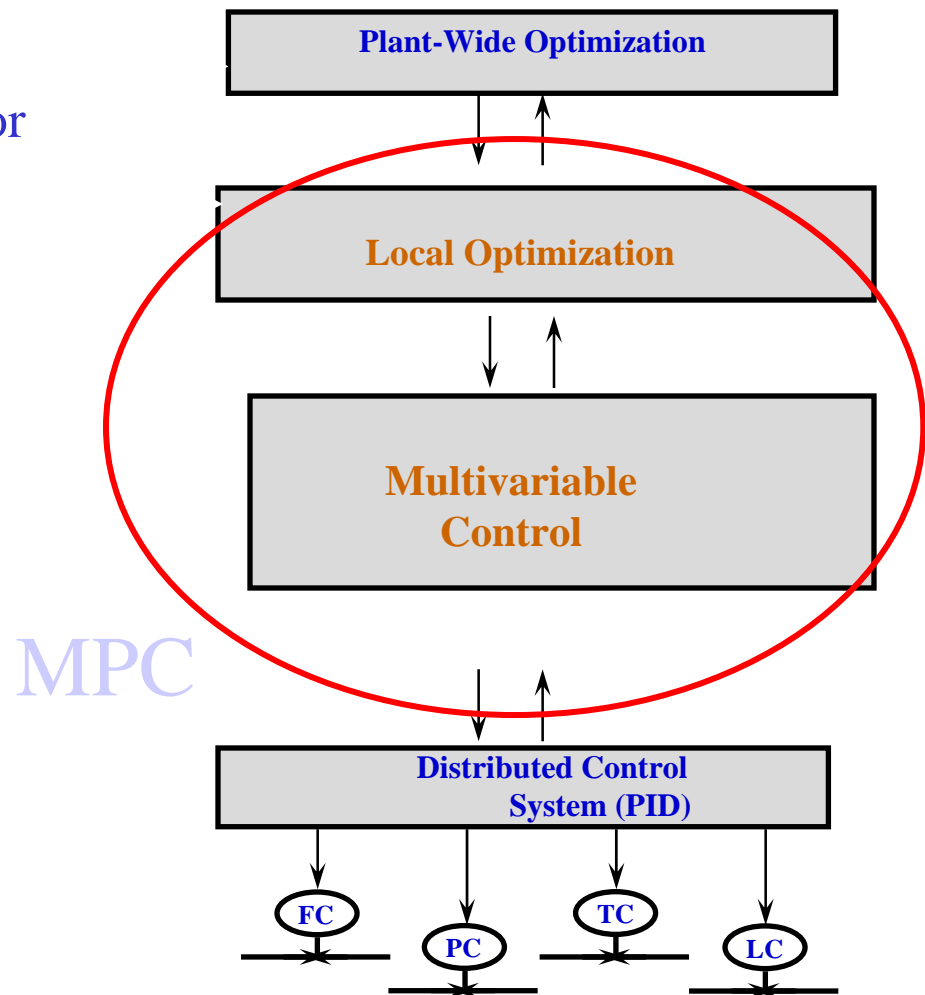 Plant-Wide Optimization
or
Local Optimization
Multivariable
Control
MPC
Distributed Control
System (PID)
FC
TC
PC
LC